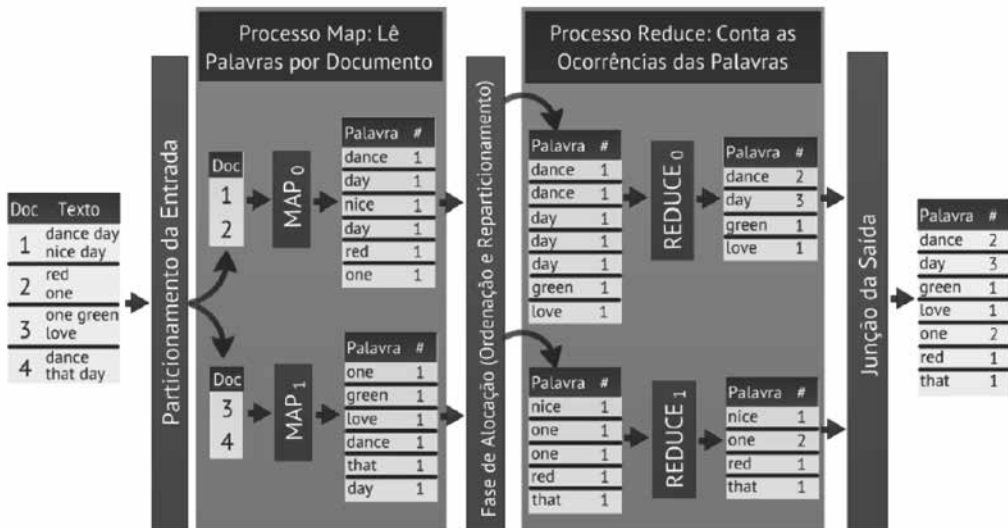 Doc Texto
1 dance day
nice day
2 red
one
3 one green
love
4 dance
that day
Particionamento da Entrada
Processo Map: Lê
Palavras por Documento
Doc
1
2
MAP 0
Palavra #
dance 1
day 1
nice 1
day 1
red 1
one 1
Doc
3
4
MAP 1
Palavra #
one 1
green 1
love 1
dance 1
that 1
day 1
Fase de Alocação (Ordenação e Reparticionamento)
Processo Reduce: Conta as
Ocorrências das Palavras
Palavra #
dance 1
dance 1
day 1
day 1
day 1
green 1
love 1
REDUCE 0
Palavra #
dance 2
day 3
green 1
love 1
Palavra #
nice 1
one 1
one 1
red 1
that 1
REDUCE 1
Palavra #
nice 1
one 2
red 1
that 1
Junção da Saída
Palavra #
dance 2
day 3
green 1
love 1
one 2
red 1
that 1